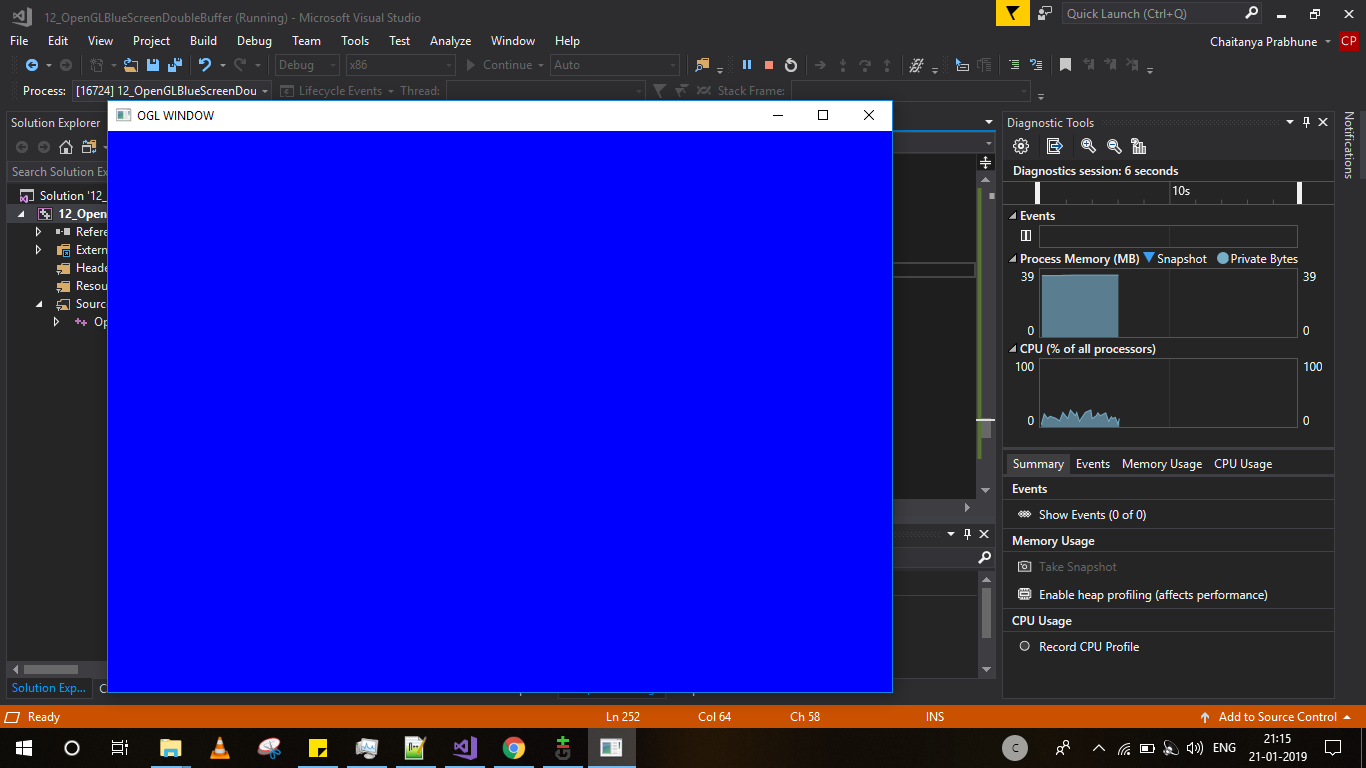 12_OpenGLBlueScreenDoubleBuffer (Running) - Microsoft Visual Studio
Quick Launch (Ctrl+Q)
File Edit View Project Build Debug Team Tools Test Analyze Window Help
Chaitanya Prabhune CP
Debug x86 Continue Auto
Process: [16724] 12_OpenGLBlueScreenDou Lifecycle Events Thread: Stack Frame:
Solution Explorer
OGL WINDOW
Search Solution Ex
Solution '12_
12_Open
Refere
Extern
Heade
Resou
Source
Op
Solution Exp... C
Diagnostic Tools
Diagnostics session: 6 seconds
10s
Events
Process Memory (MB) Snapshot Private Bytes
39 39
0 0
CPU (% of all processors)
100 100
0 0
Summary Events Memory Usage CPU Usage
Events
Show Events (0 of 0)
Memory Usage
Take Snapshot
Enable heap profiling (affects performance)
CPU Usage
Record CPU Profile
Notifications
Ready Ln 252 Col 64 Ch 58 INS Add to Source Control
C ENG 21:15
21-01-2019